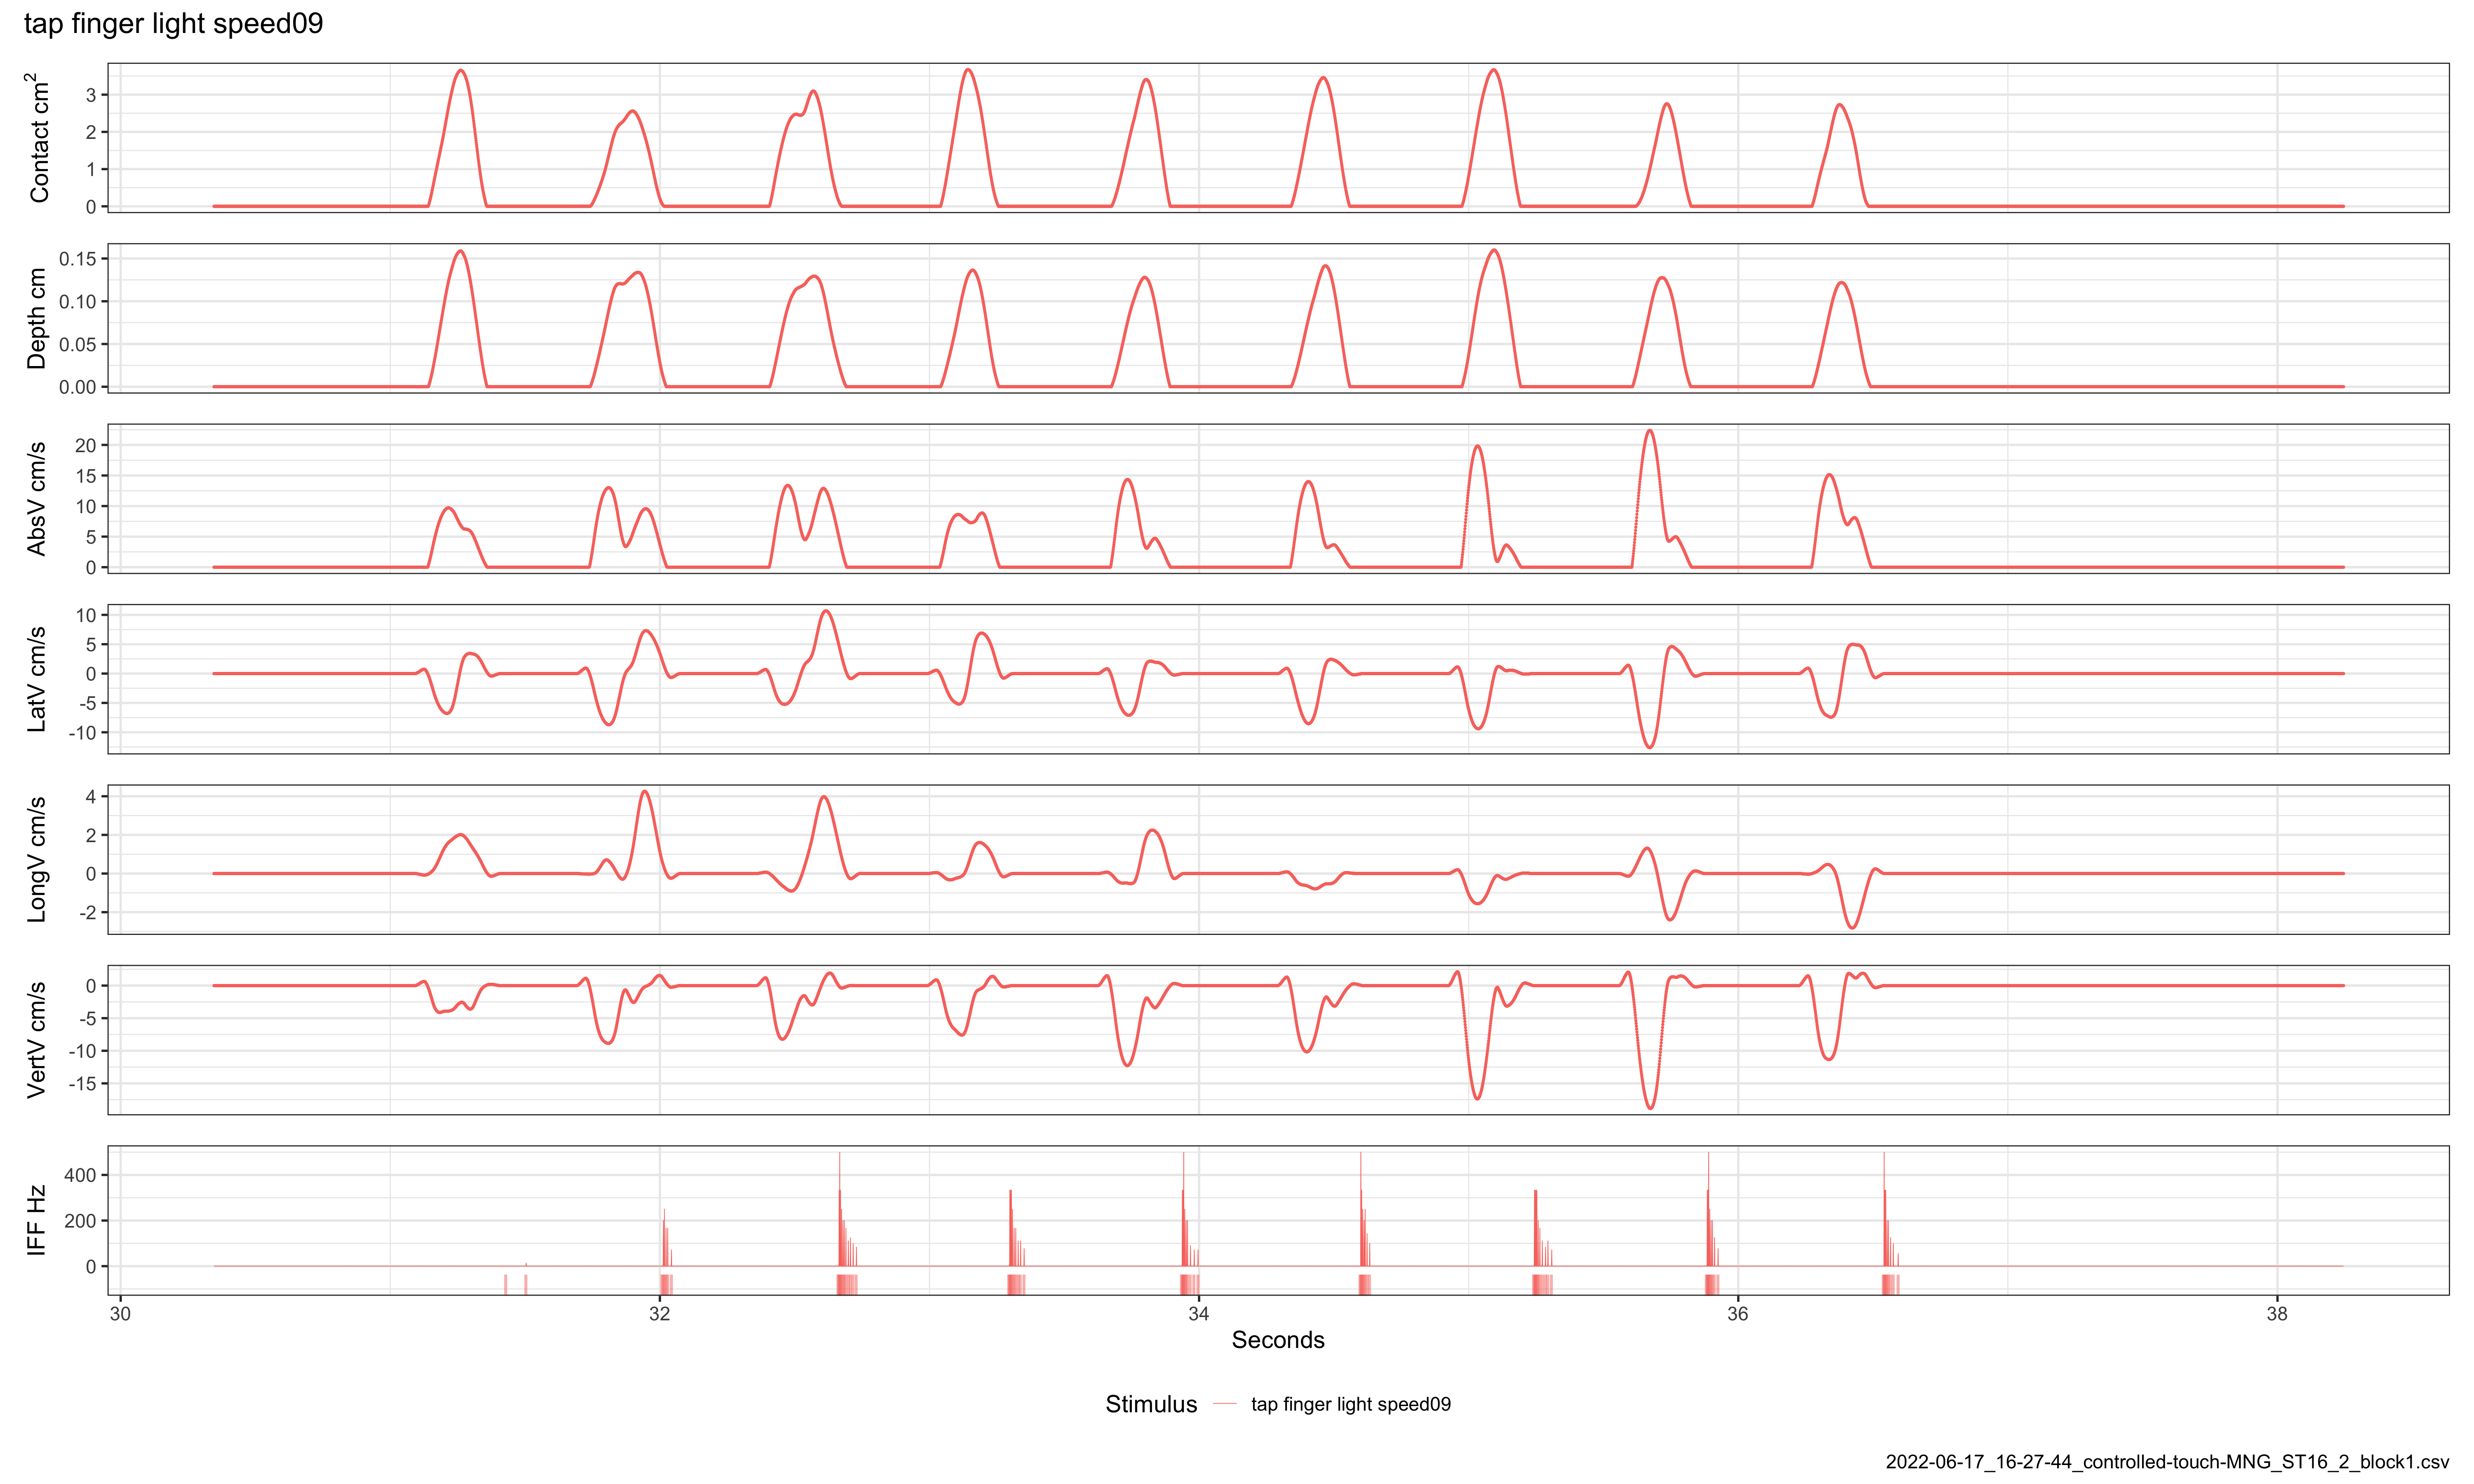 tap finger light speed09
Contact cm²
3
2
1
0
Depth cm
0.15
0.10
0.05
0.00
AbsV cm/s
20
15
10
5
0
LatV cm/s
10
5
0
-5
-10
LongV cm/s
4
2
0
-2
VertV cm/s
0
-5
-10
-15
IFF Hz
400
200
0
30 32 34 36 38
Seconds
Stimulus tap finger light speed09
2022-06-17_16-27-44_controlled-touch-MNG_ST16_2_block1.csv